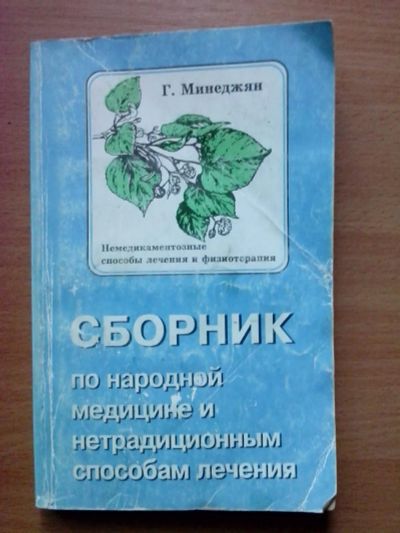 Г. Минеджян
Немедикаментозные
способы лечения и физиотерапия
СБОРНИК
по народной
медицине и
нетрадиционным
способам лечения